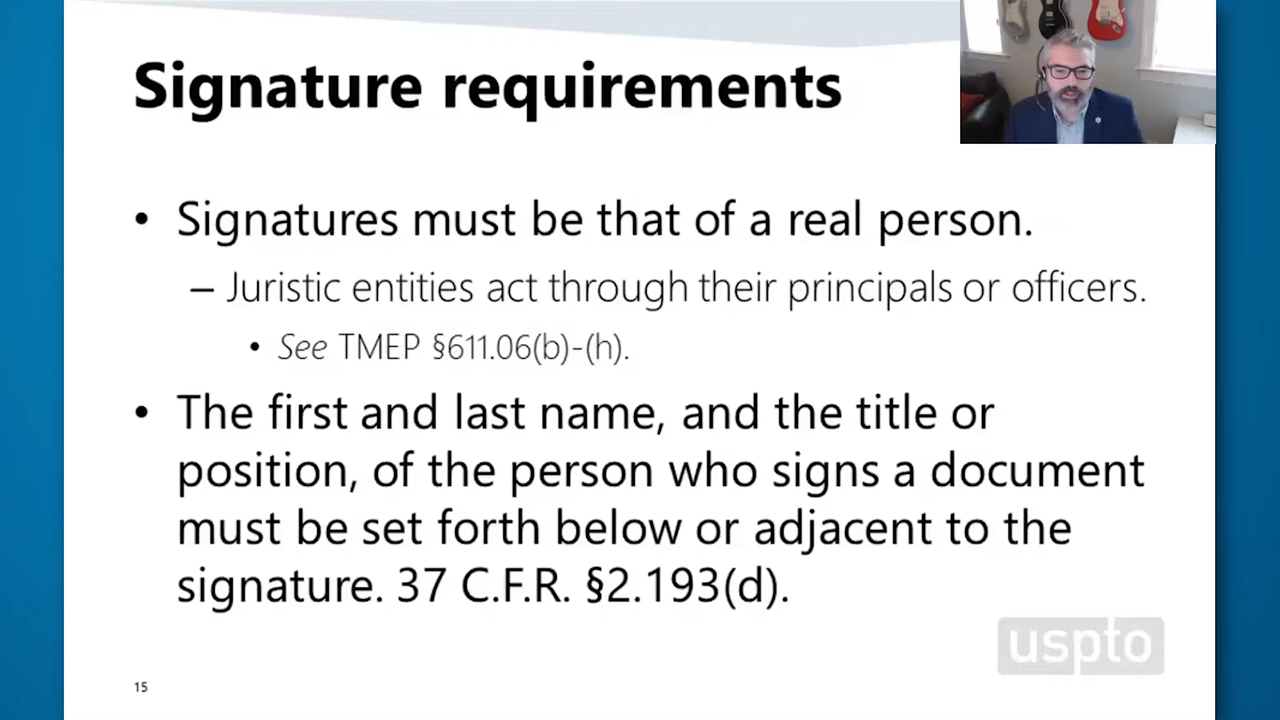 Signature requirements
• Signatures must be that of a real person.
– Juristic entities act through their principals or officers.
• See TMEP §611.06(b)-(h).
• The first and last name, and the title or
position, of the person who signs a document
must be set forth below or adjacent to the
signature. 37 C.F.R. §2.193(d).
uspto
15